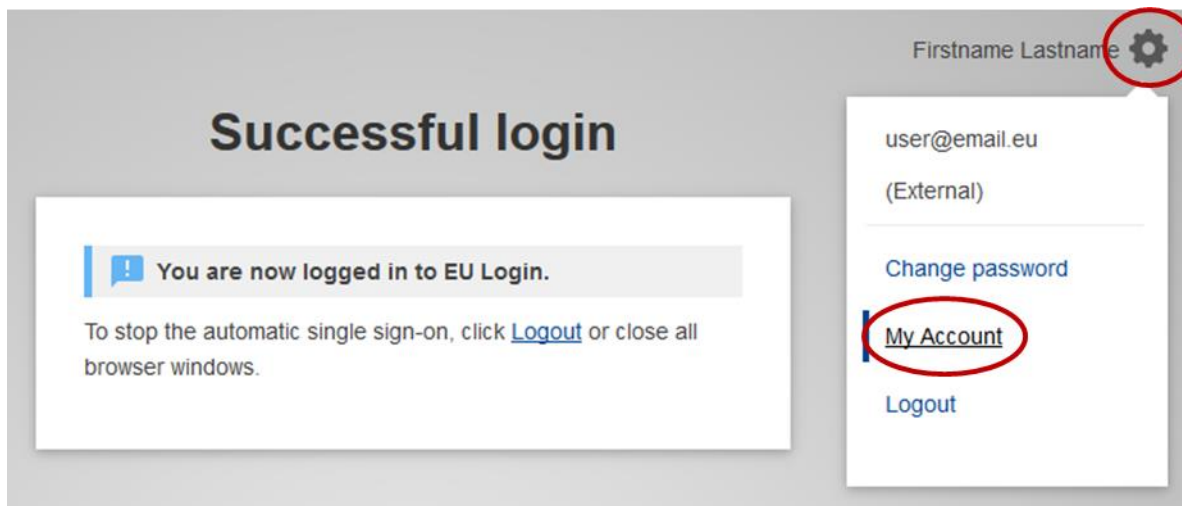 Firstname Lastname
Successful login
You are now logged in to EU Login.
To stop the automatic single sign-on, click Logout or close all
browser windows.
user@email.eu
(External)
Change password
My Account
Logout